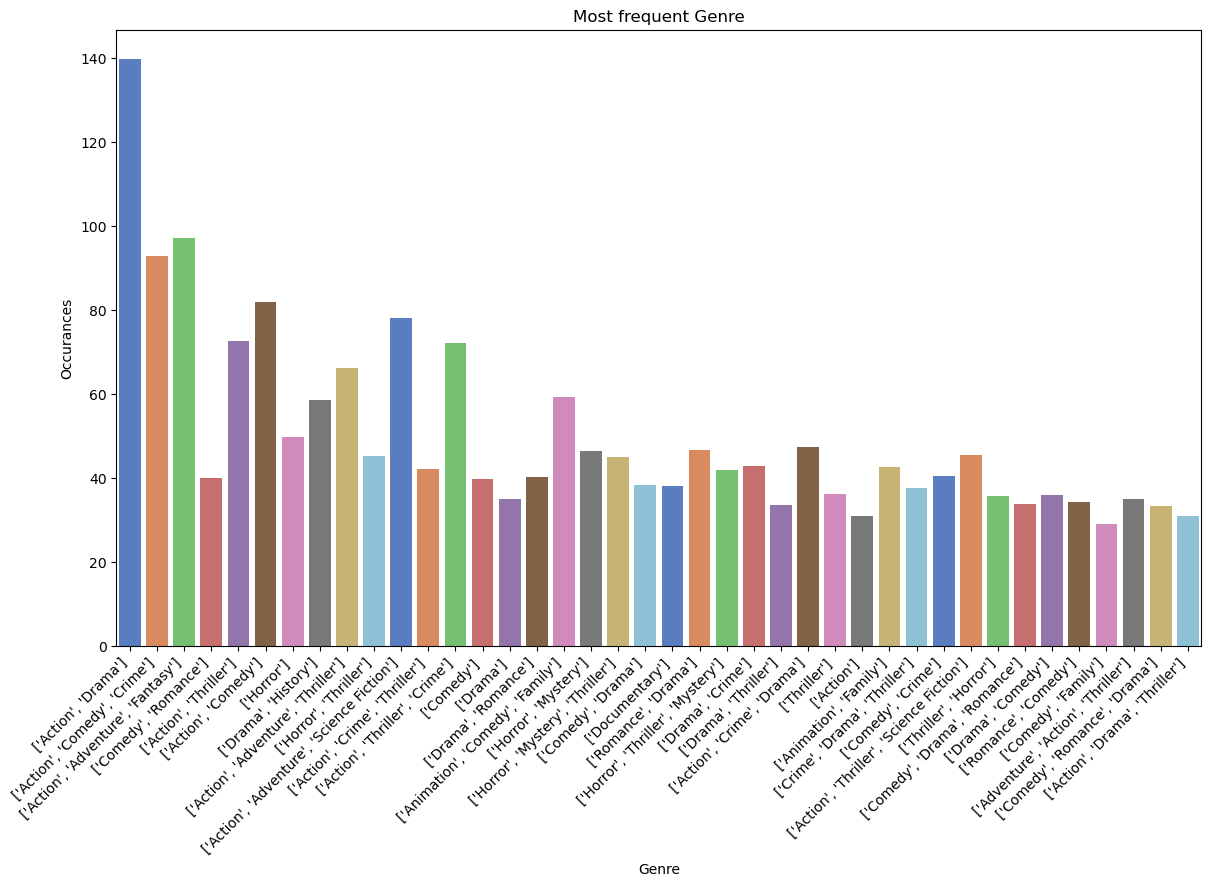 Most frequent Genre
Occurances
140
120
100
80
60
40
20
0
['Action', 'Drama']
['Action', 'Comedy', 'Crime']
['Action', 'Adventure', 'Fantasy']
['Comedy', 'Romance']
['Action', 'Thriller']
['Action', 'Comedy']
['Horror']
['Drama', 'History']
['Action', 'Adventure', 'Thriller']
['Horror', 'Thriller']
['Action', 'Adventure', 'Science Fiction']
['Action', 'Crime', 'Thriller']
['Action', 'Thriller', 'Crime']
['Comedy']
['Drama']
['Drama', 'Romance']
['Animation', 'Comedy', 'Family']
['Horror', 'Mystery']
['Horror', 'Mystery', 'Thriller']
['Comedy', 'Drama']
['Documentary']
['Romance', 'Drama']
['Horror', 'Thriller', 'Mystery']
['Drama', 'Crime']
['Drama', 'Thriller']
['Action', 'Crime', 'Drama']
['Thriller']
['Action']
['Animation', 'Family']
['Crime', 'Drama', 'Thriller']
['Comedy', 'Crime']
['Action', 'Thriller', 'Science Fiction']
['Thriller', 'Horror']
['Comedy', 'Drama', 'Romance']
['Drama', 'Comedy']
['Romance', 'Comedy']
['Comedy', 'Family']
['Adventure', 'Action', 'Thriller']
['Comedy', 'Romance', 'Drama']
['Action', 'Drama', 'Thriller']
Genre